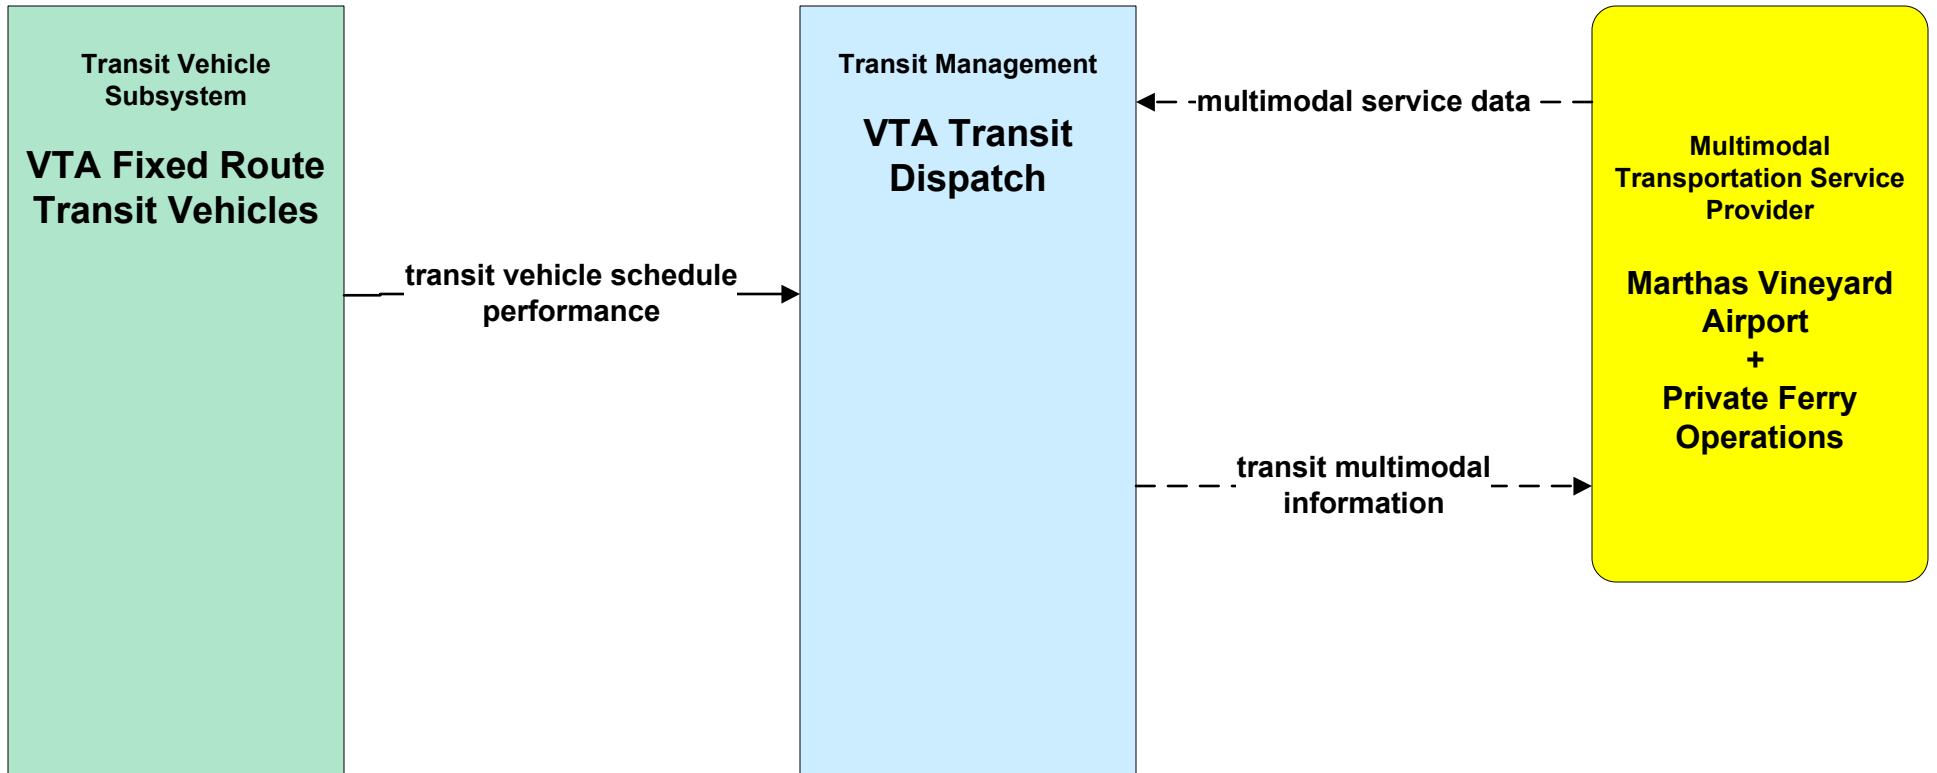 Transit Vehicle
Subsystem
VTA Fixed Route
Transit Vehicles
transit vehicle schedule
performance
Transit Management
VTA Transit
Dispatch
multimodal service data
transit multimodal
information
Multimodal
Transportation Service
Provider
Marthas Vineyard
Airport
+
Private Ferry
Operations